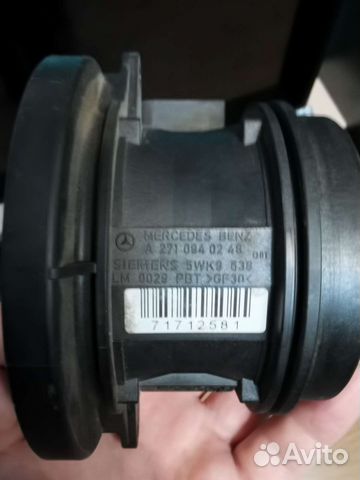 MERCEDES BENZ
A 271 094 02 48
SIEMENS 5WK9 638
LM 0029 PBT >GF30<
71712581
Avito